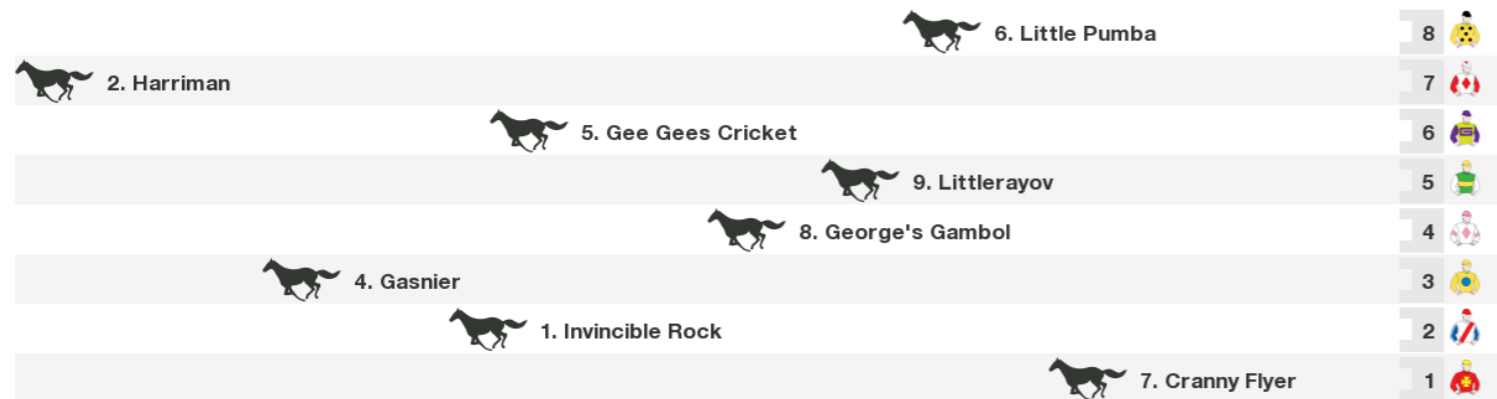 6. Little Pumba 8
2. Harriman 7
5. Gee Gees Cricket 6
9. Littlerayov 5
8. George's Gambol 4
4. Gasnier 3
1. Invincible Rock 2
7. Cranny Flyer 1